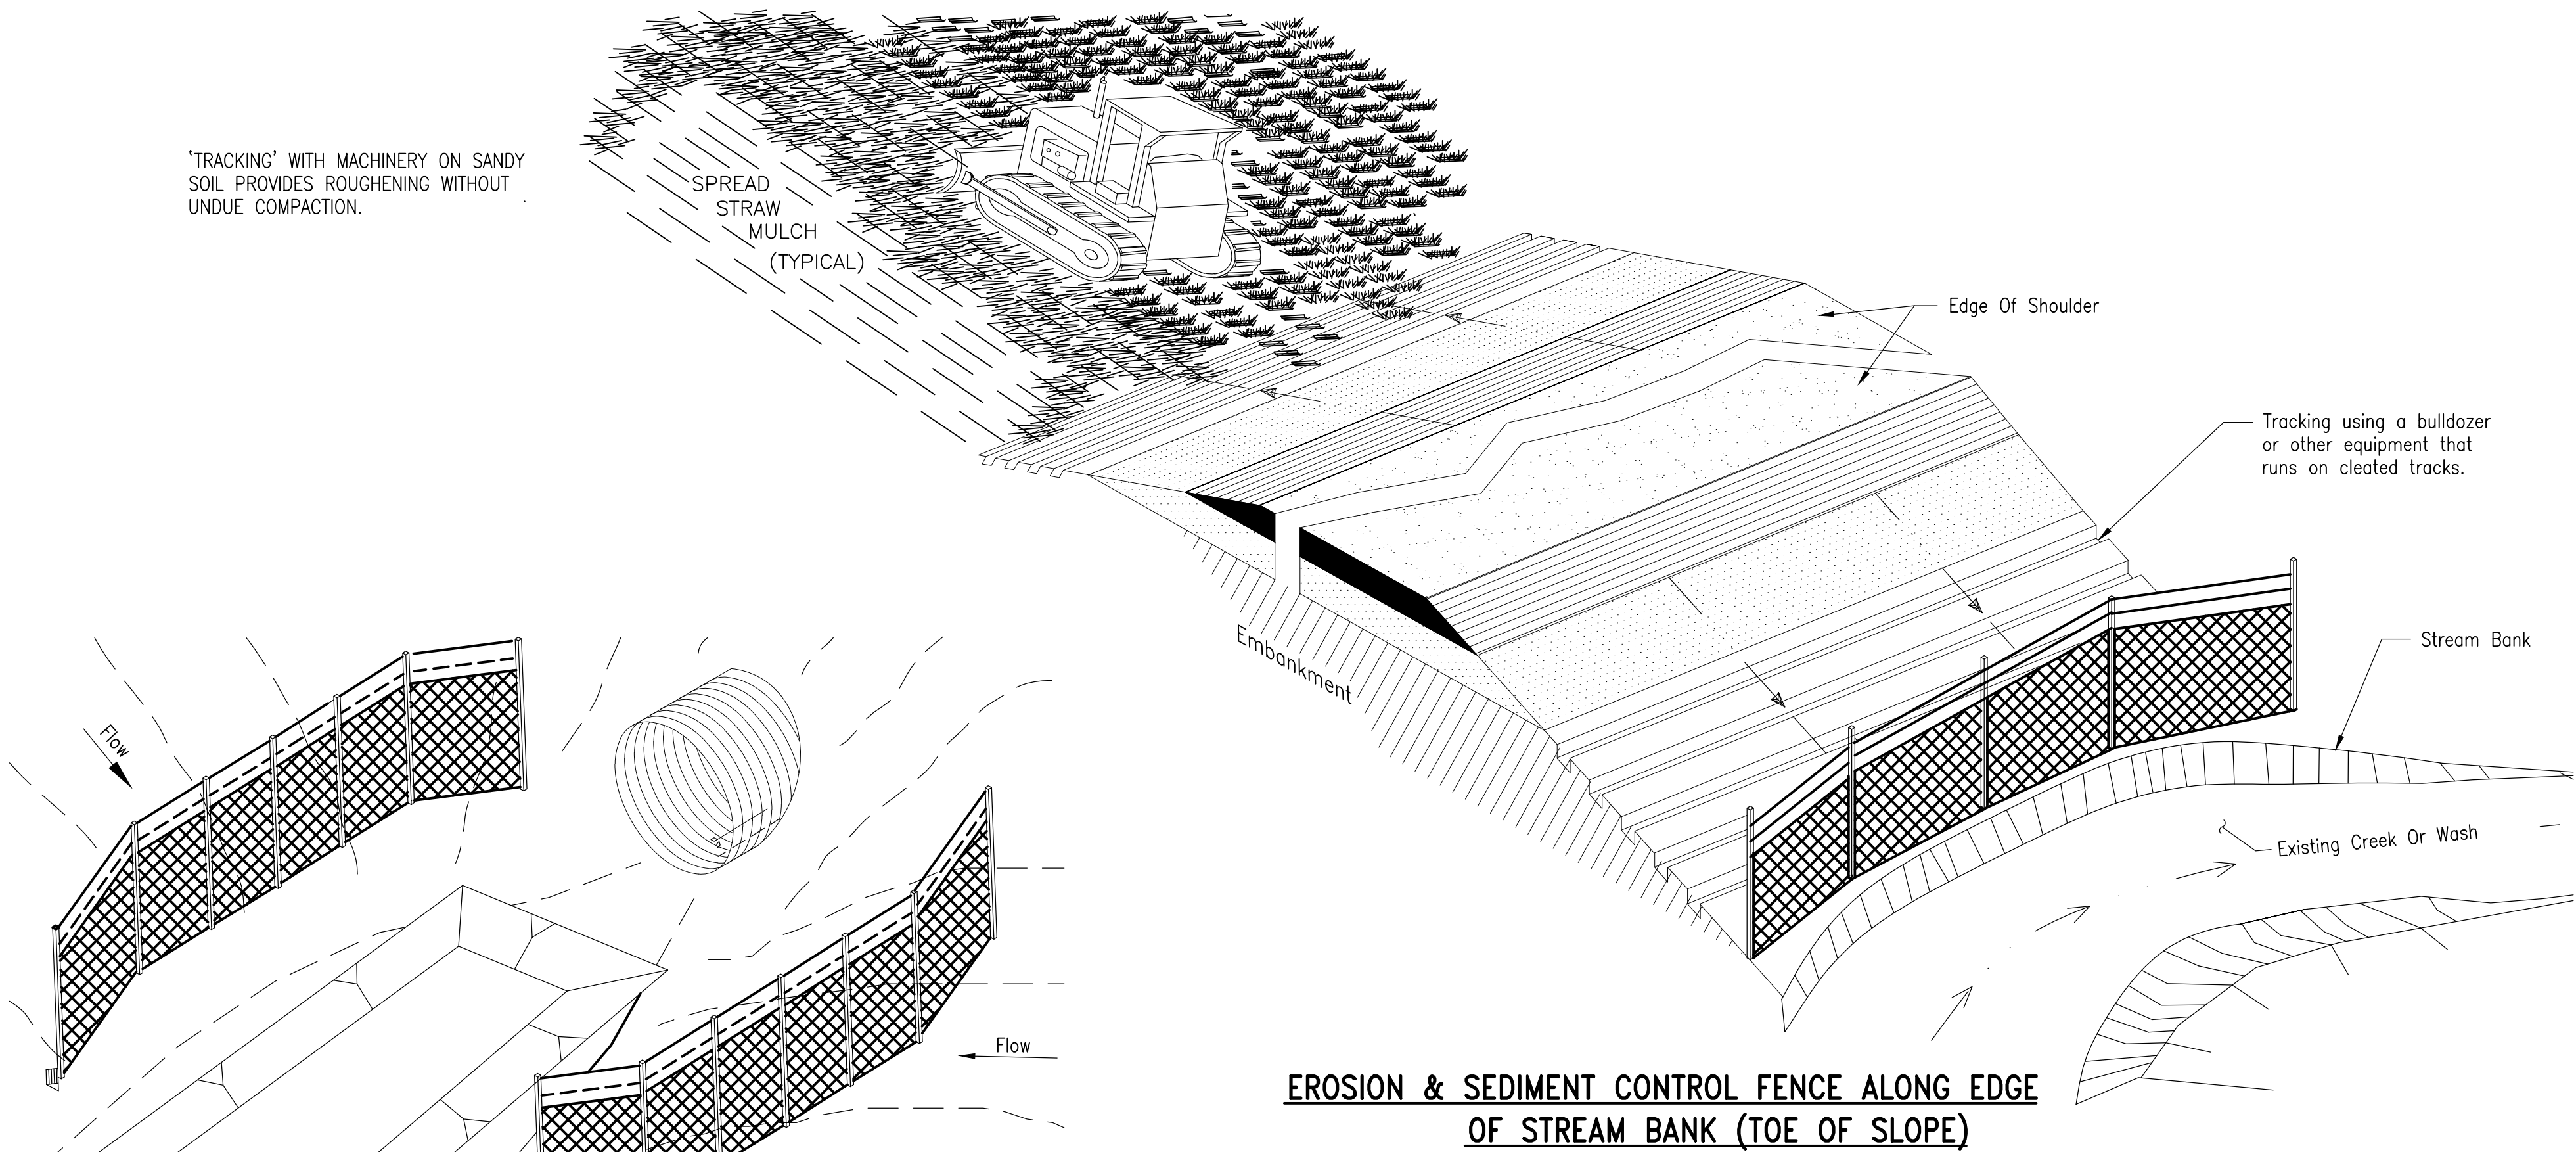 ‘TRACKING’ WITH MACHINERY ON SANDY
SOIL PROVIDES ROUGHENING WITHOUT
UNDUE COMPACTION.
SPREAD
STRAW
MULCH
(TYPICAL)
Edge Of Shoulder
Tracking using a bulldozer
or other equipment that
runs on cleated tracks.
Embankment
Stream Bank
Flow
Existing Creek Or Wash
Flow
EROSION & SEDIMENT CONTROL FENCE ALONG EDGE
OF STREAM BANK (TOE OF SLOPE)